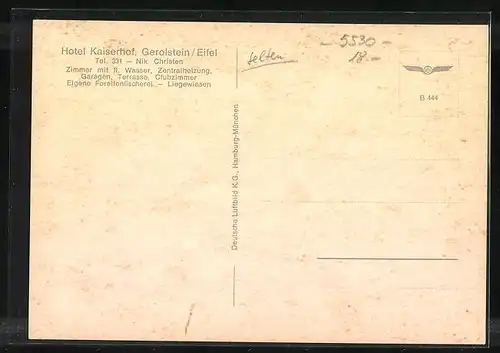 Hotel Kaiserhof, Gerolstein/Eifel
Tel. 331 — Nik Christen
Zimmer mit fl. Wasser, Zentralheizung,
Garagen, Terrasse, Clubzimmer
Eigene Forellenfischerei — Liegewiesen
selten
— 5530 —
18.—
B 444
Deutsche Luftbild K.G., Hamburg-München